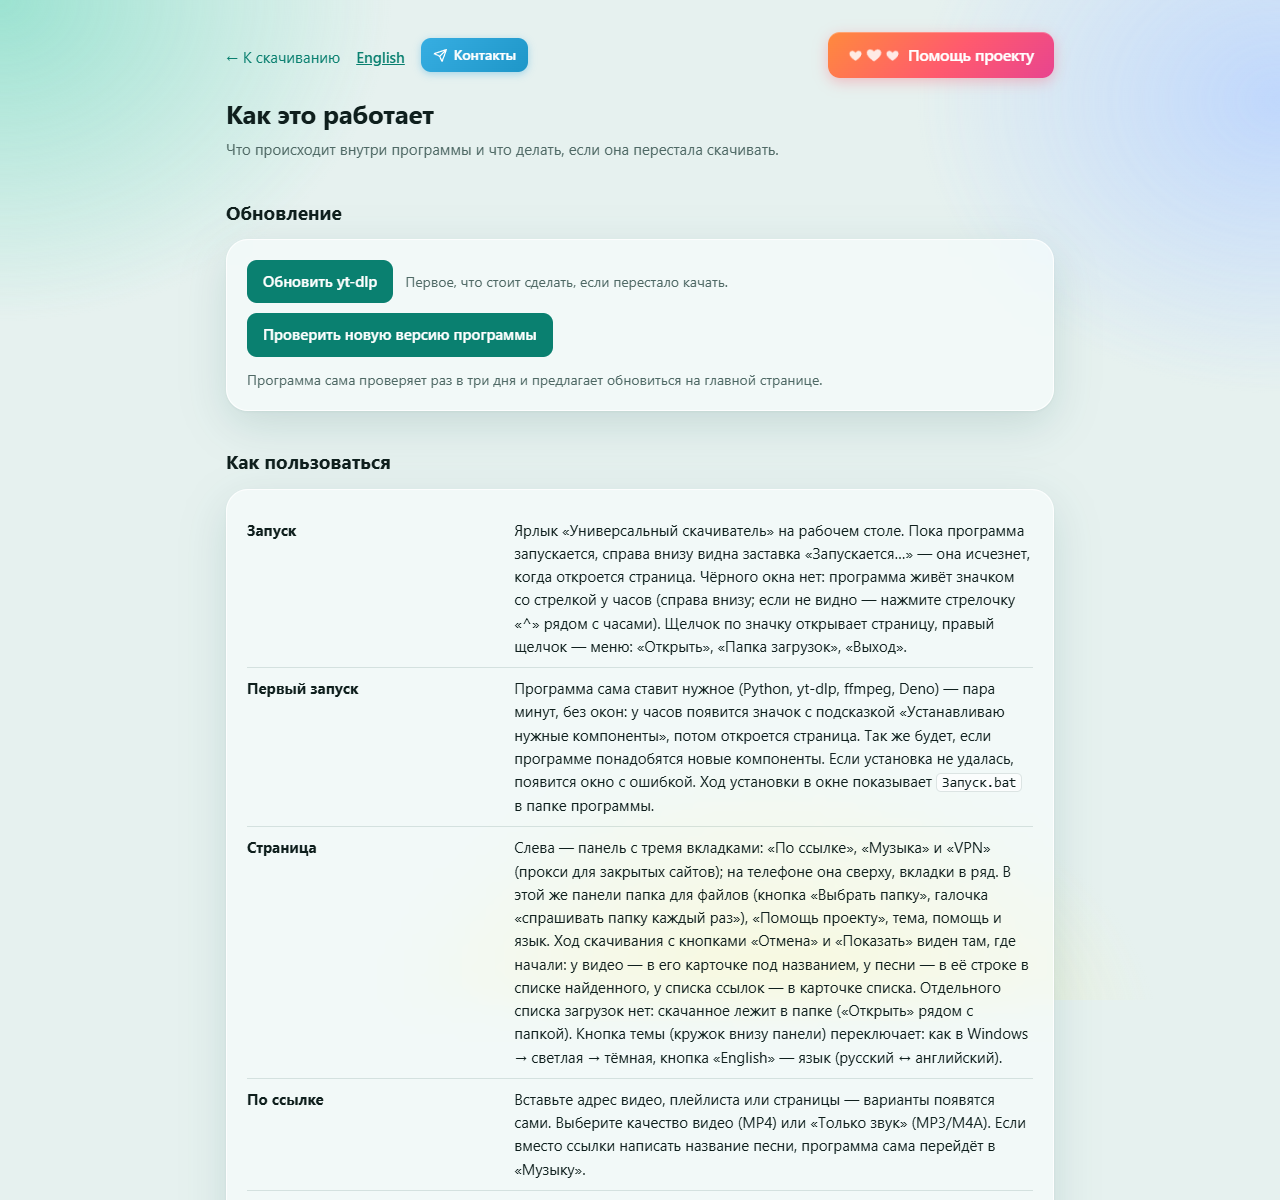 ← К скачиванию English Контакты Помощь проекту
Как это работает
Что происходит внутри программы и что делать, если она перестала скачивать.
Обновление
Обновить yt-dlp Первое, что стоит сделать, если перестало качать.
Проверить новую версию программы
Программа сама проверяет раз в три дня и предлагает обновиться на главной странице.
Как пользоваться
Запуск
Ярлык «Универсальный скачиватель» на рабочем столе. Пока программа
запускается, справа внизу видна заставка «Запускается…» — она исчезнет,
когда откроется страница. Чёрного окна нет: программа живёт значком
со стрелкой у часов (справа внизу; если не видно — нажмите стрелочку
«^» рядом с часами). Щелчок по значку открывает страницу, правый
щелчок — меню: «Открыть», «Папка загрузок», «Выход».
Первый запуск
Программа сама ставит нужное (Python, yt-dlp, ffmpeg, Deno) — пара
минут, без окон: у часов появится значок с подсказкой «Устанавливаю
нужные компоненты», потом откроется страница. Так же будет, если
программе понадобятся новые компоненты. Если установка не удалась,
появится окно с ошибкой. Ход установки в окне показывает Запуск.bat
в папке программы.
Страница
Слева — панель с тремя вкладками: «По ссылке», «Музыка» и «VPN»
(прокси для закрытых сайтов); на телефоне она сверху, вкладки в ряд. В
этой же панели папка для файлов (кнопка «Выбрать папку», галочка
«спрашивать папку каждый раз»), «Помощь проекту», тема, помощь и
язык. Ход скачивания с кнопками «Отмена» и «Показать» виден там, где
начали: у видео — в его карточке под названием, у песни — в её строке в
списке найденного, у списка ссылок — в карточке списка. Отдельного
списка загрузок нет: скачанное лежит в папке («Открыть» рядом с
папкой). Кнопка темы (кружок внизу панели) переключает: как в Windows
→ светлая → тёмная, кнопка «English» — язык (русский ↔ английский).
По ссылке
Вставьте адрес видео, плейлиста или страницы — варианты появятся
сами. Выберите качество видео (MP4) или «Только звук» (MP3/M4A). Если
вместо ссылки написать название песни, программа сама перейдёт в
«Музыку».